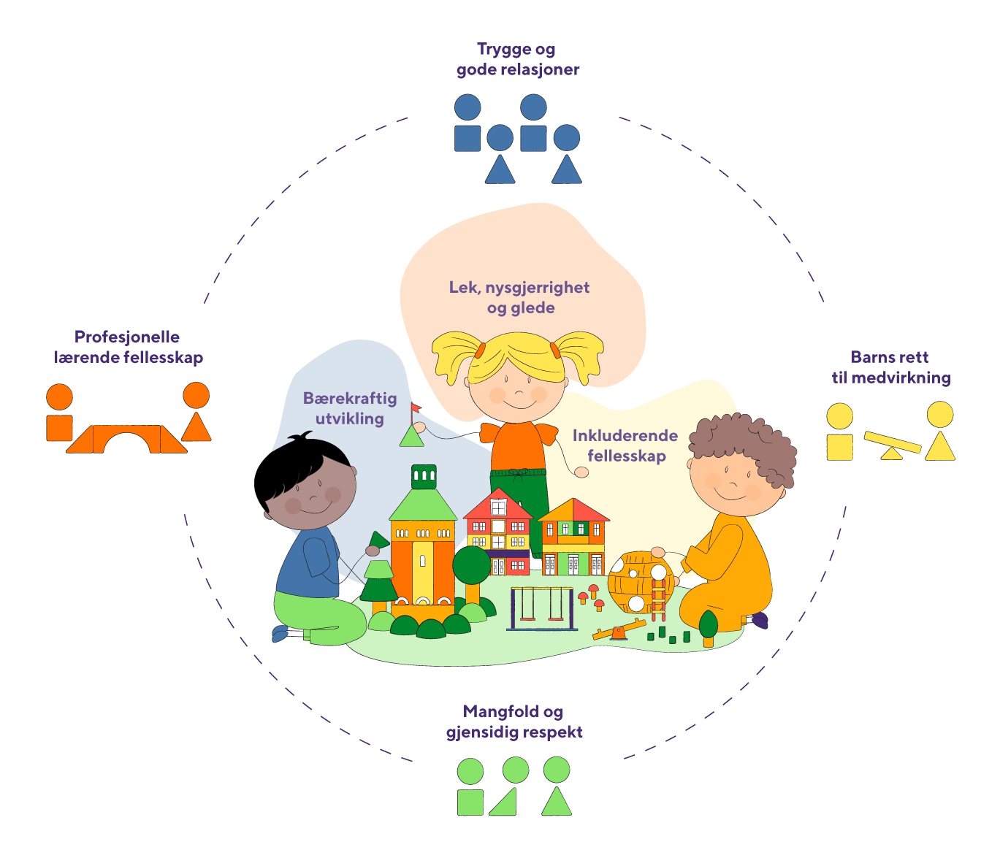 Trygge og
gode relasjoner
Lek, nysgjerrighet
og glede
Profesjonelle
lærende fellesskap
Barns rett
til medvirkning
Bærekraftig
utvikling
Inkluderende
fellesskap
Mangfold og
gjensidig respekt